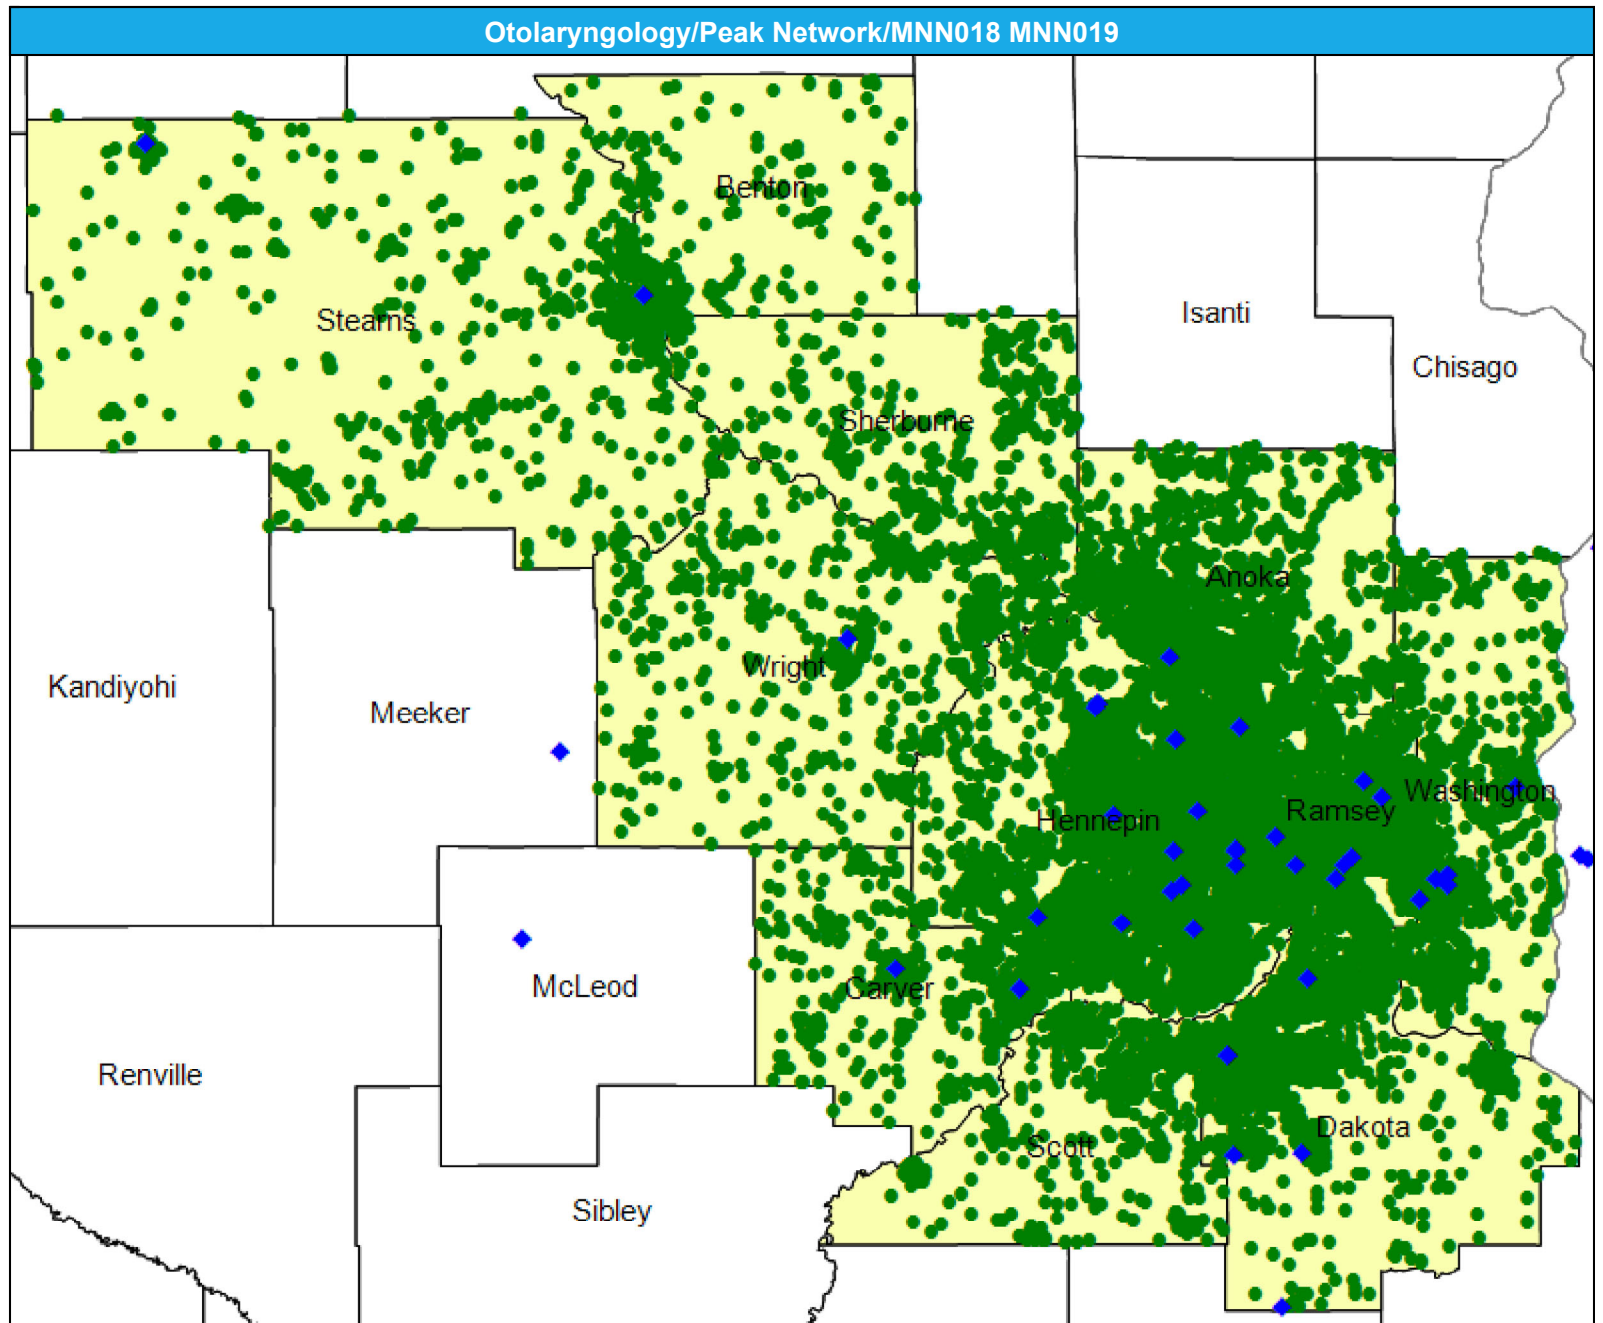 Otolaryngology/Peak Network/MNN018 MNN019
Benton
Isanti
Stearns
Chisago
Sherburne
Anoka
Wright
Kandiyohi
Meeker
Washington
Ramsey
Hennepin
McLeod
Carver
Renville
Dakota
Scott
Sibley